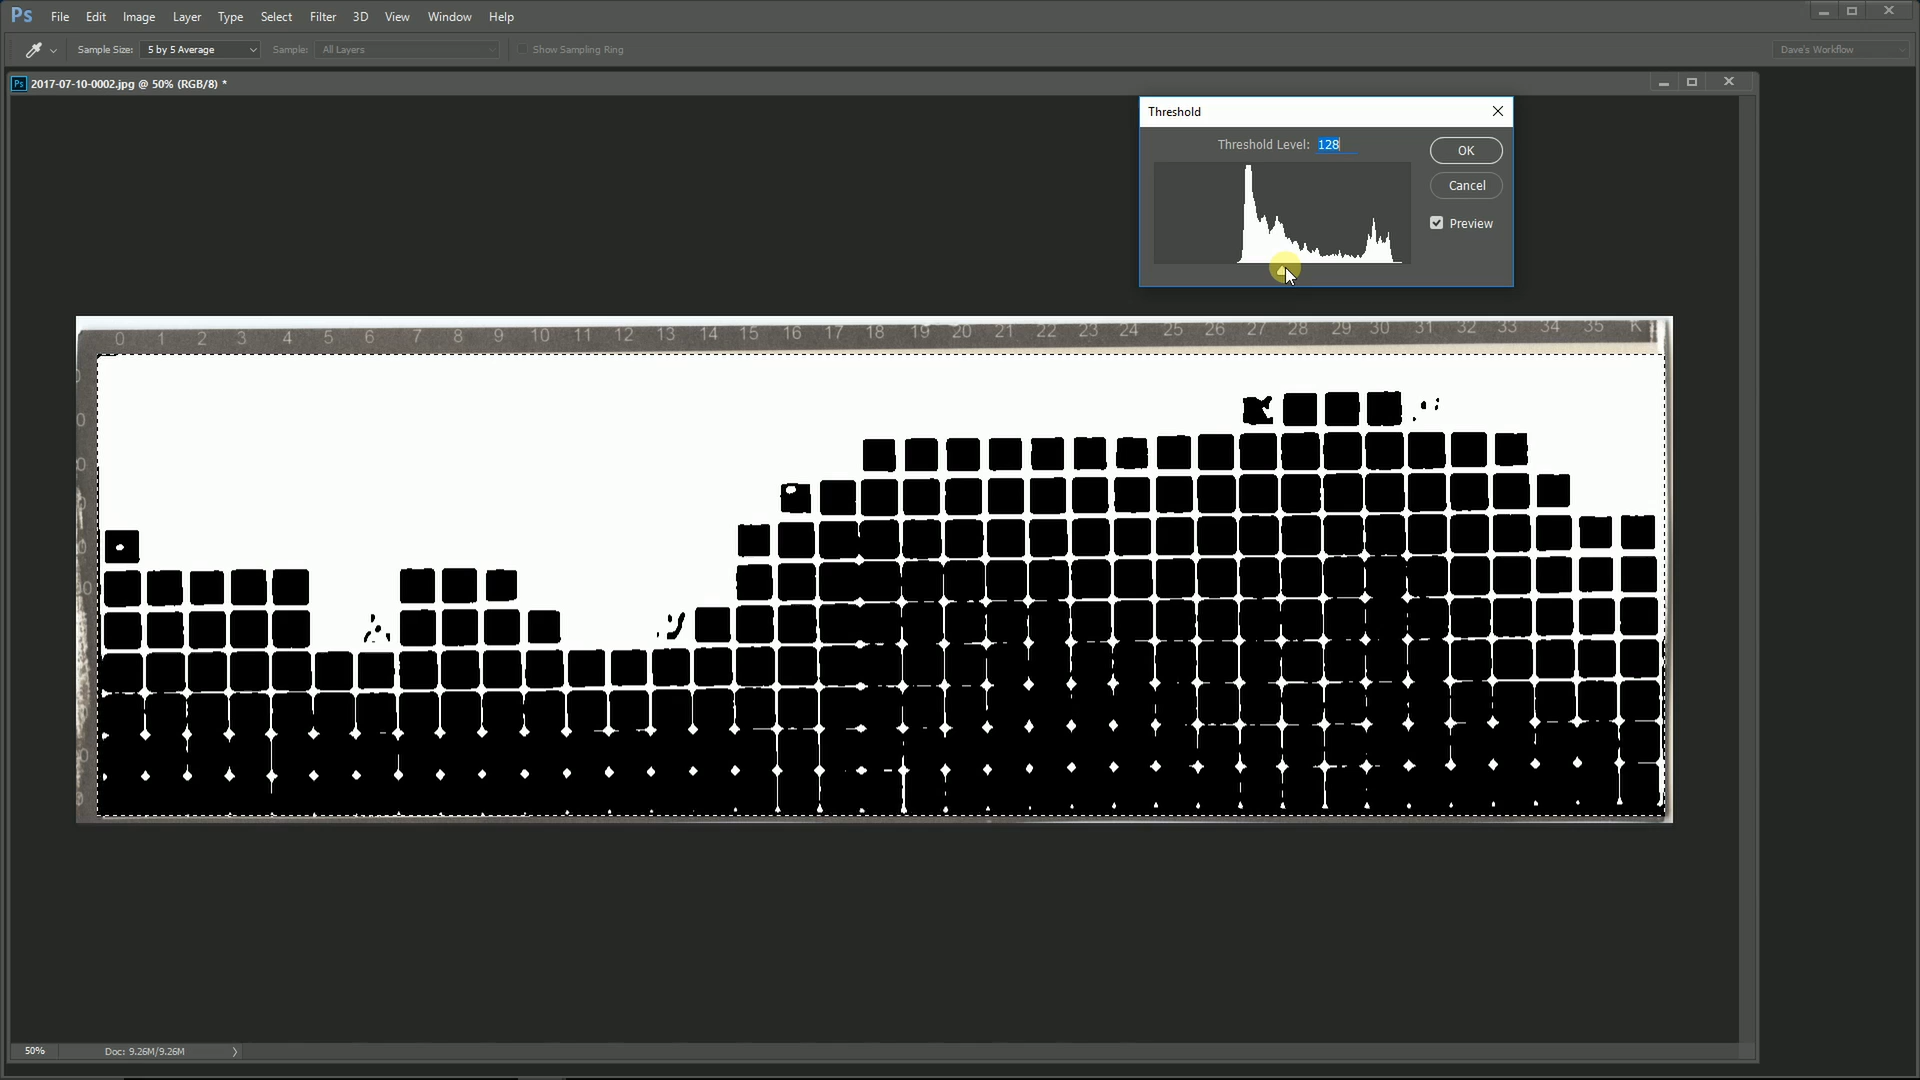 Ps File Edit Image Layer Type Select Filter 3D View Window Help
Sample Size: 5 by 5 Average Sample: All Layers Show Sampling Ring Dave's Workflow
Ps 2017-07-10-0002.jpg @ 50% (RGB/8) *
Threshold
Threshold Level: 128
OK
Cancel
Preview
0 1 2 3 4 5 6 7 8 9 10 11 12 13 14 15 16 17 18 19 20 21 22 23 24 25 26 27 28 29 30 31 32 33 34 35 K
50% Doc: 9.26M/9.26M